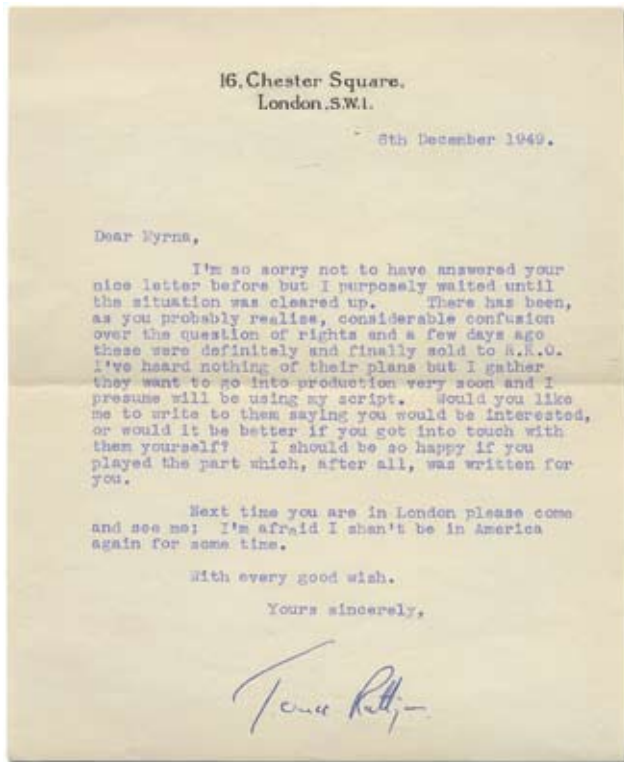 16, Chester Square,
London, S.W.1.
6th December 1949.
Dear Myrna,
I'm so sorry not to have answered your
nice letter before but I purposely waited until
the situation was cleared up. There has been,
as you probably realise, considerable confusion
over the question of rights and a few days ago
these were definitely and finally sold to R.K.O.
I've heard nothing of their plans but I gather
they want to go into production very soon and I
presume will be using my script. Would you like
me to write to them saying you would be interested,
or would it be better if you got into touch with
them yourself? I should be so happy if you
played the part which, after all, was written for
you.
Next time you are in London please come
and see me; I'm afraid I shan't be in America
again for some time.
With every good wish.
Yours sincerely,
Terence Rattigan